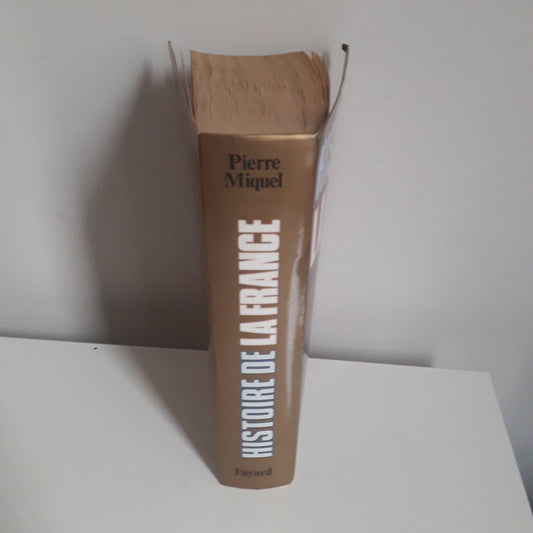 Pierre
Miquel
HISTOIRE DE LA FRANCE
Fayard